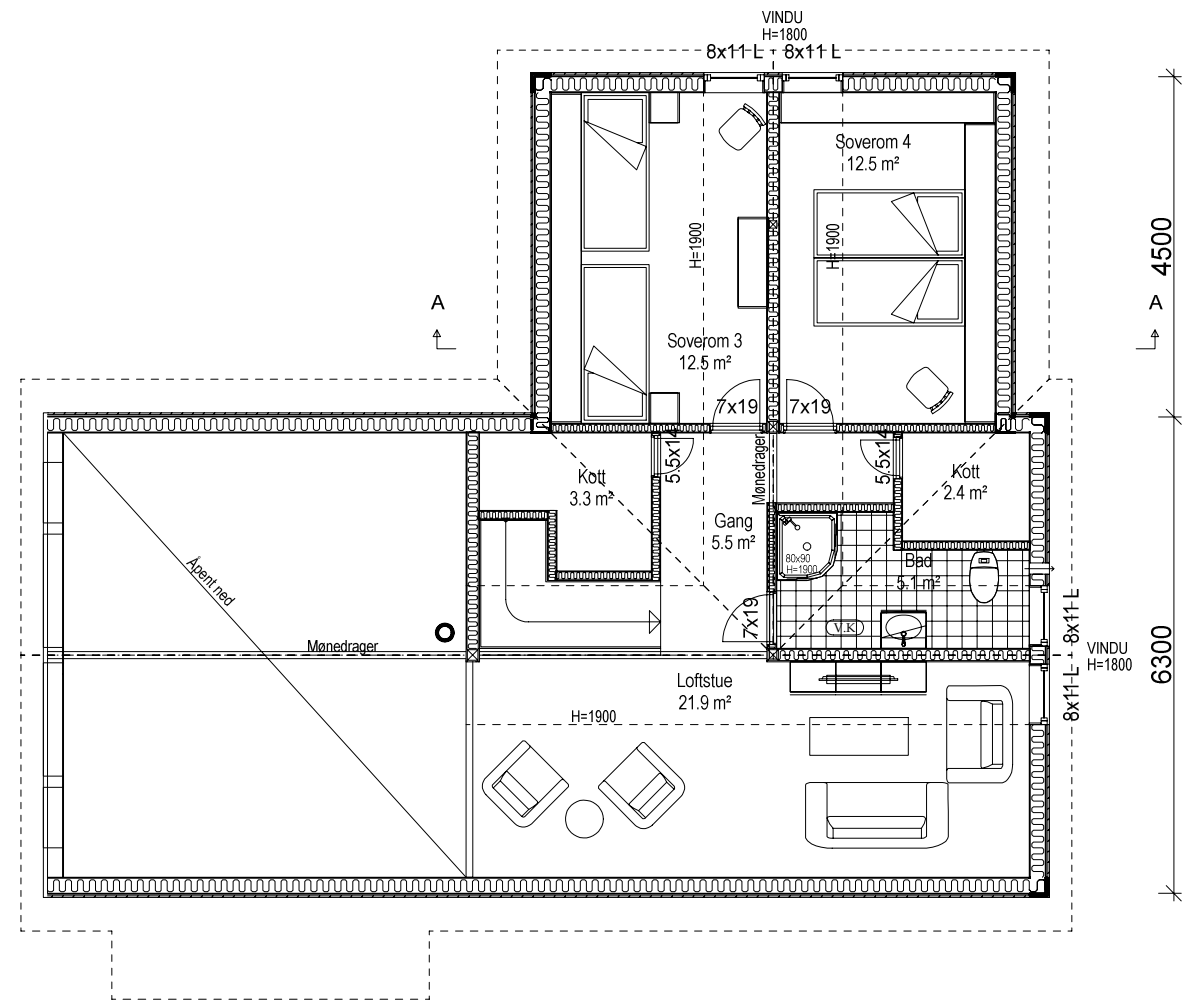 VINDU
H=1800
8x11 L
8x11 L
Soverom 4
12.5 m²
H=1900
H=1900
4500
A
A
Soverom 3
12.5 m²
7x19
7x19
5.5x14
Mønedrager
5.5x14
Kott
3.3 m²
Kott
2.4 m²
Gang
5.5 m²
80x90
H=1900
Bad
5.1 m²
Åpent ned
7x19
V.K
8x11 L
Mønedrager
VINDU
H=1800
6300
Loftstue
21.9 m²
8x11 L
H=1900